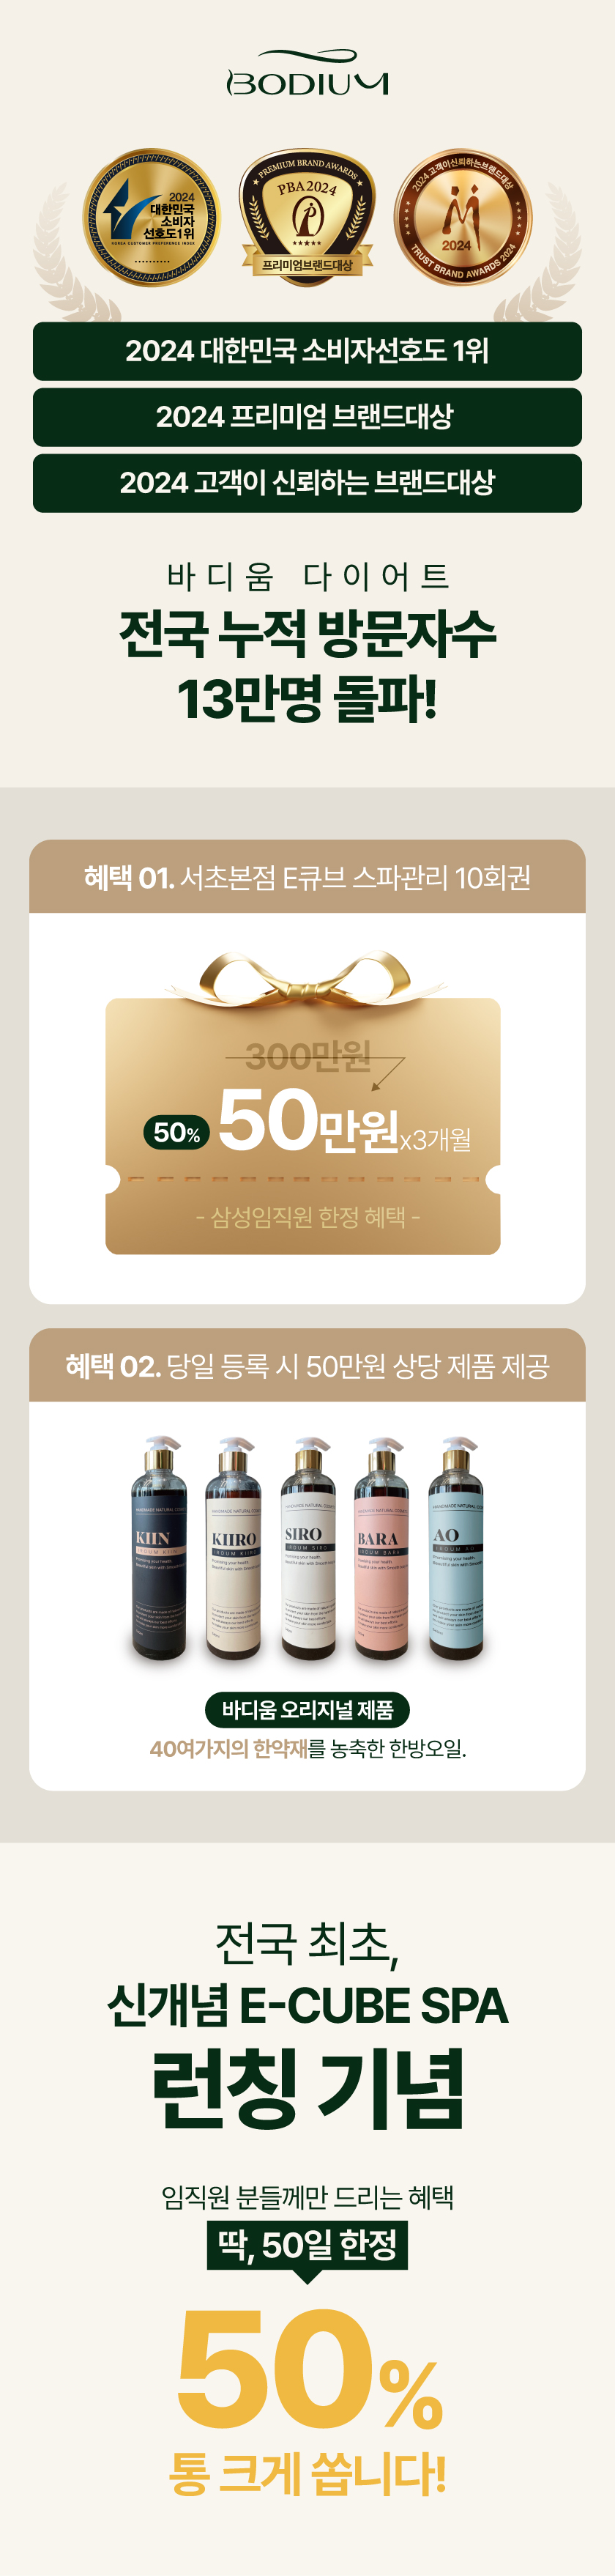 BODIUM
2024
대한민국
소비자
선호도1위
KOREA CUSTOMER PREFERENCE INDEX
PREMIUM BRAND AWARDS
PBA2024
프리미엄브랜드대상
2024 고객이신뢰하는브랜드대상
2024
TRUST BRAND AWARDS 2024
2024 대한민국 소비자선호도 1위
2024 프리미엄 브랜드대상
2024 고객이 신뢰하는 브랜드대상
바디움 다이어트
전국 누적 방문자수
13만명 돌파!
혜택 01. 서초본점 E큐브 스파관리 10회권
300만원
50% 50만원x3개월
- 삼성임직원 한정 혜택 -
혜택 02. 당일 등록 시 50만원 상당 제품 제공
KIIN
KIIRO
SIRO
BARA
AO
바디움 오리지널 제품
40여가지의 한약재를 농축한 한방오일.
전국 최초,
신개념 E-CUBE SPA
런칭 기념
임직원 분들께만 드리는 혜택
딱, 50일 한정
50%
통 크게 쏩니다!